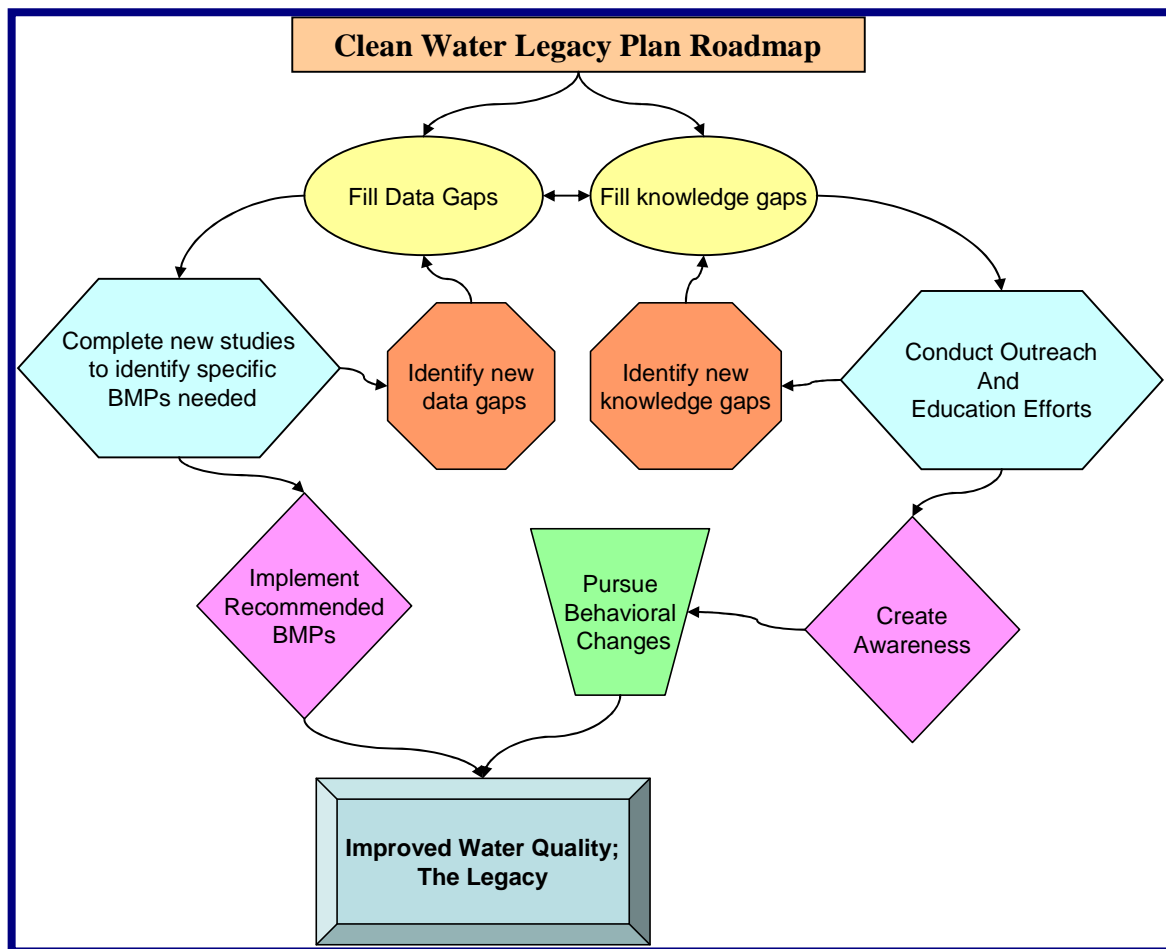 Clean Water Legacy Plan Roadmap
Fill Data Gaps
Fill knowledge gaps
Complete new studies
to identify specific
BMPs needed
Identify new
data gaps
Identify new
knowledge gaps
Conduct Outreach
And
Education Efforts
Implement
Recommended
BMPs
Pursue
Behavioral
Changes
Create
Awareness
Improved Water Quality;
The Legacy